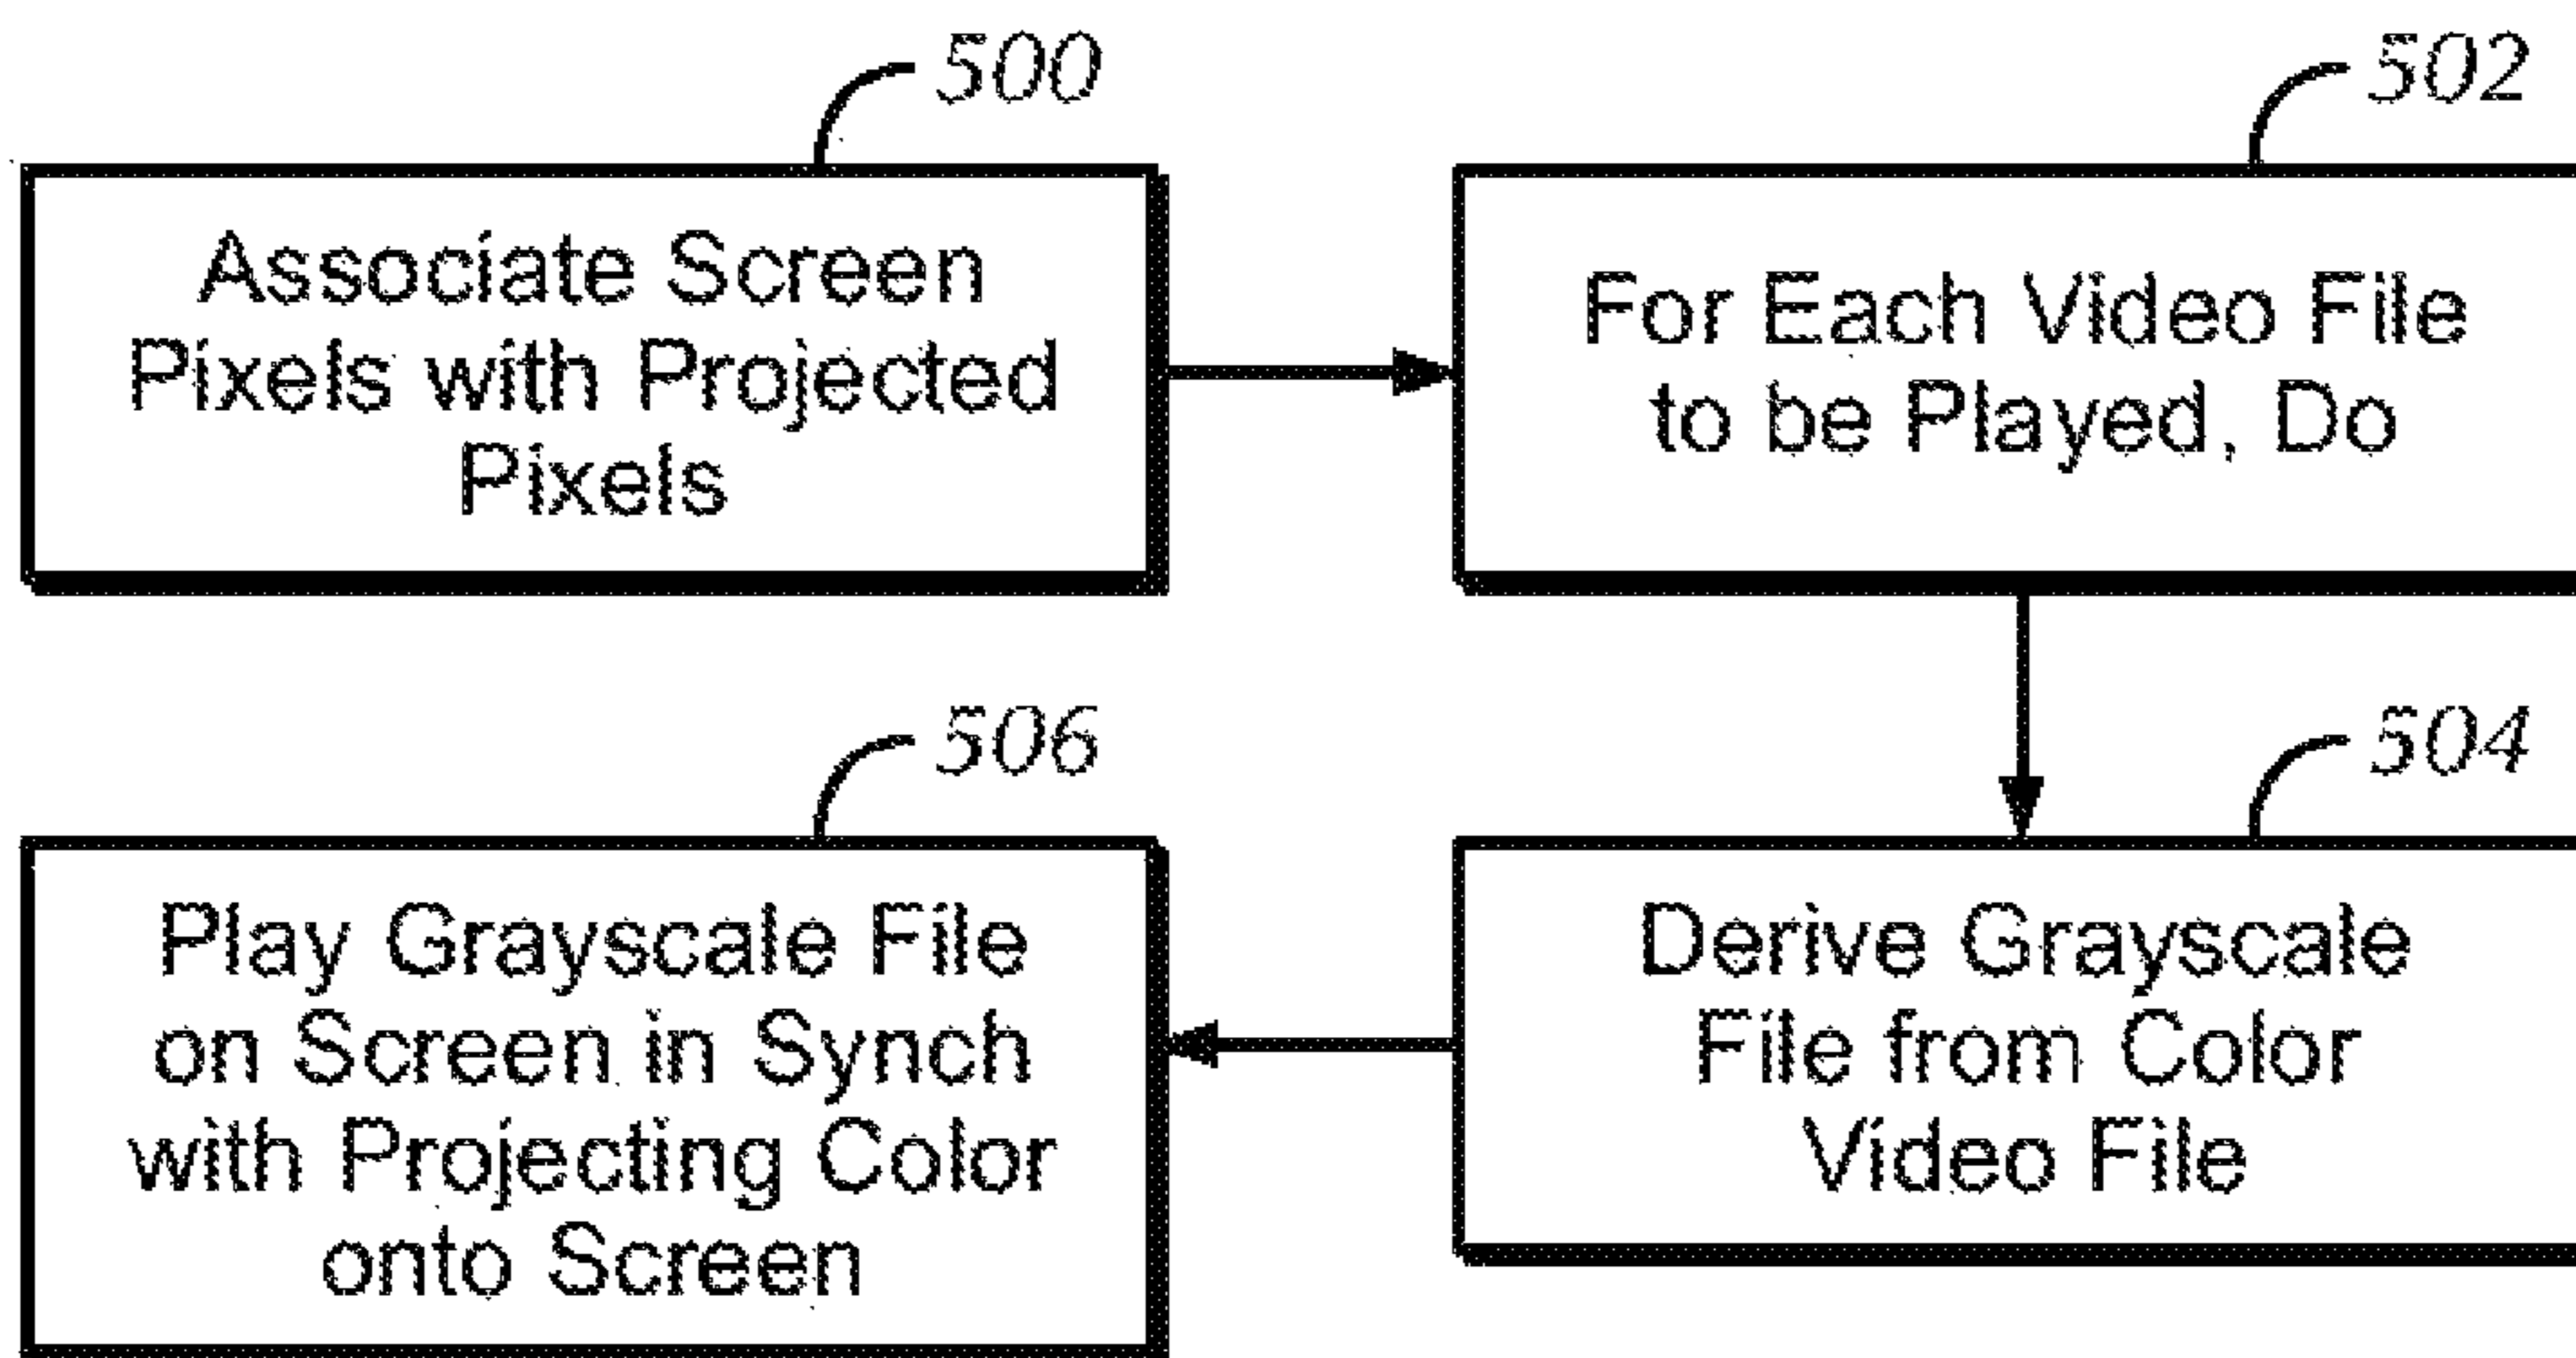 500
Associate Screen
Pixels with Projected
Pixels
502
For Each Video File
to be Played, Do
504
Derive Grayscale
File from Color
Video File
506
Play Grayscale File
on Screen in Synch
with Projecting Color
onto Screen